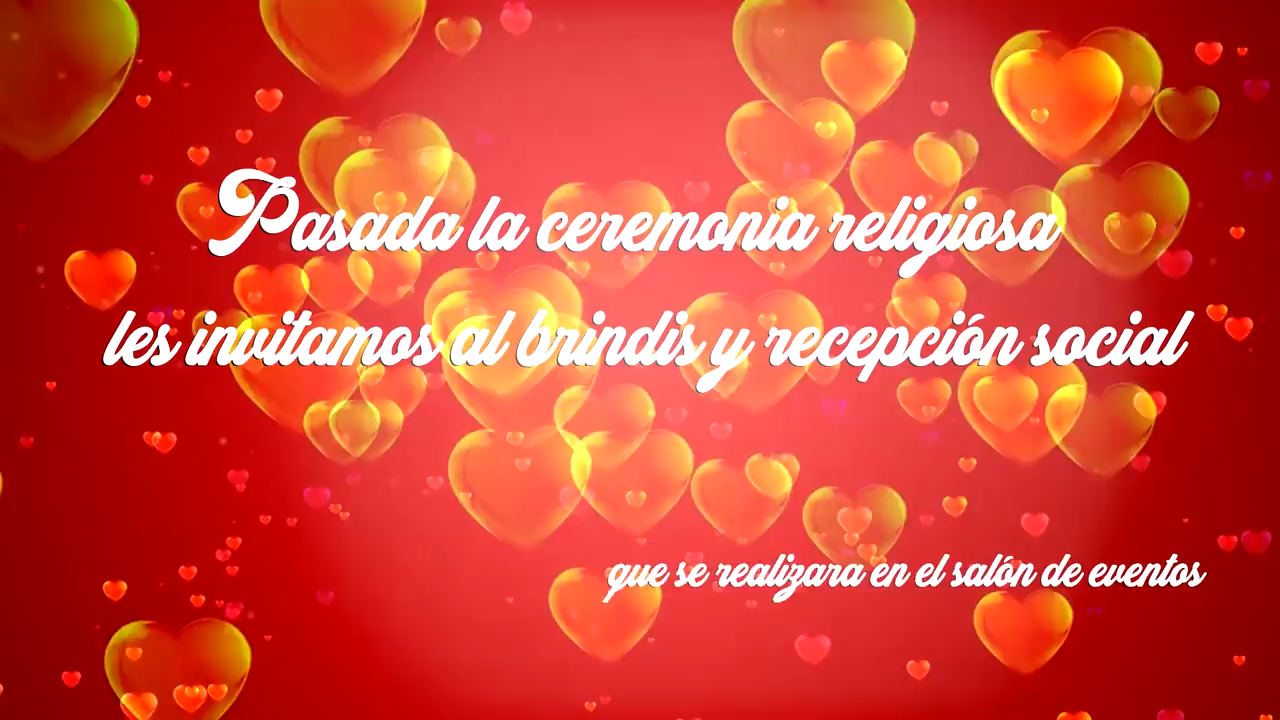 Pasada la ceremonia religiosa
les invitamos al brindis y recepción social
que se realizara en el salón de eventos